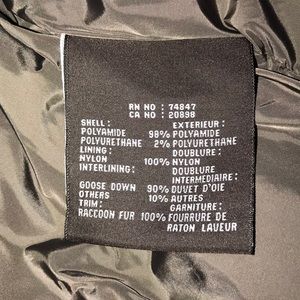 RN NO : 74847
CA NO : 20898
SHELL: EXTERIEUR:
POLYAMIDE 98% POLYAMIDE
POLYURETHANE 2% POLYURETHANE
LINING: DOUBLURE:
NYLON 100% NYLON
INTERLINING: DOUBLURE
INTERMEDIAIRE:
GOOSE DOWN 90% DUVET D'OIE
OTHERS 10% AUTRES
TRIM: GARNITURE:
RACCOON FUR 100% FOURRURE DE
RATON LAVEUR